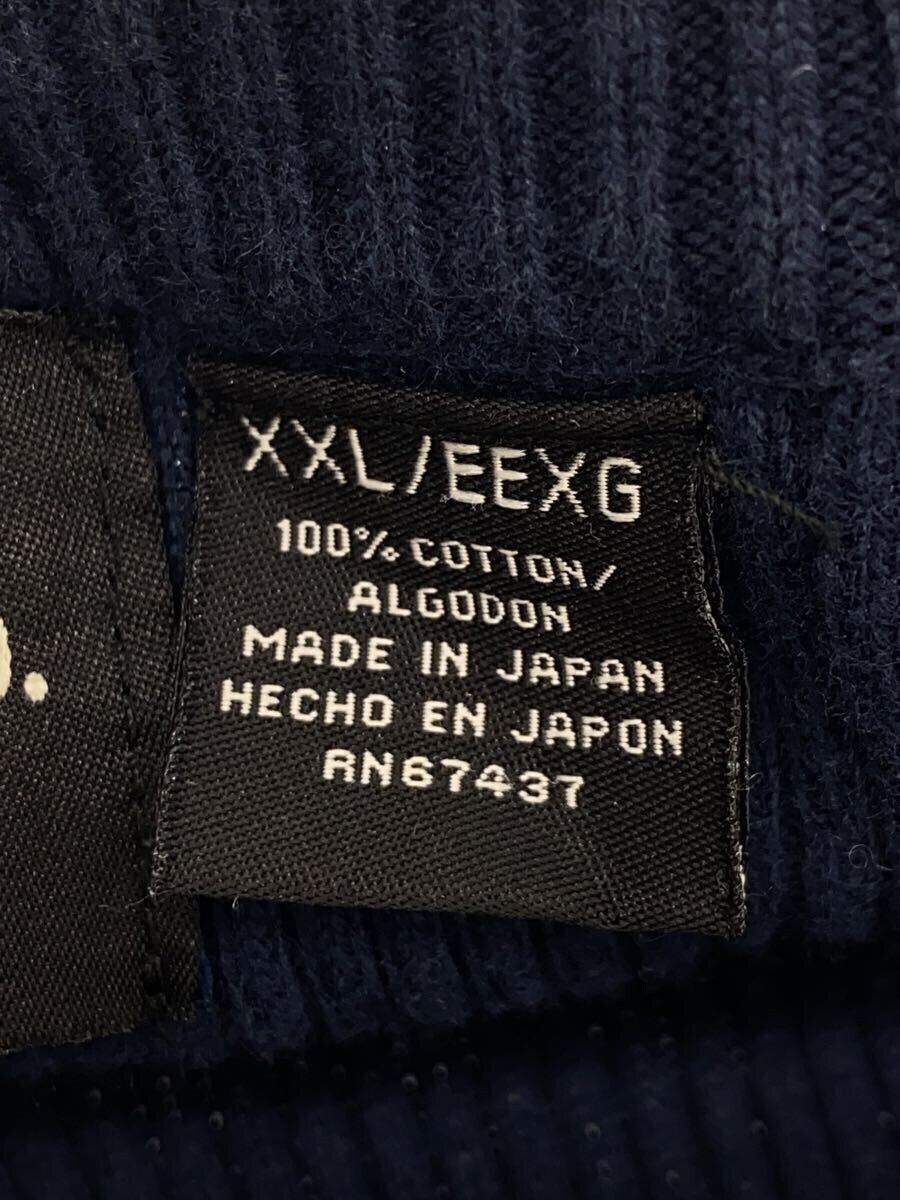 XXL/EEXG
100% COTTON/
ALGODON
MADE IN JAPAN
HECHO EN JAPON
RN67437